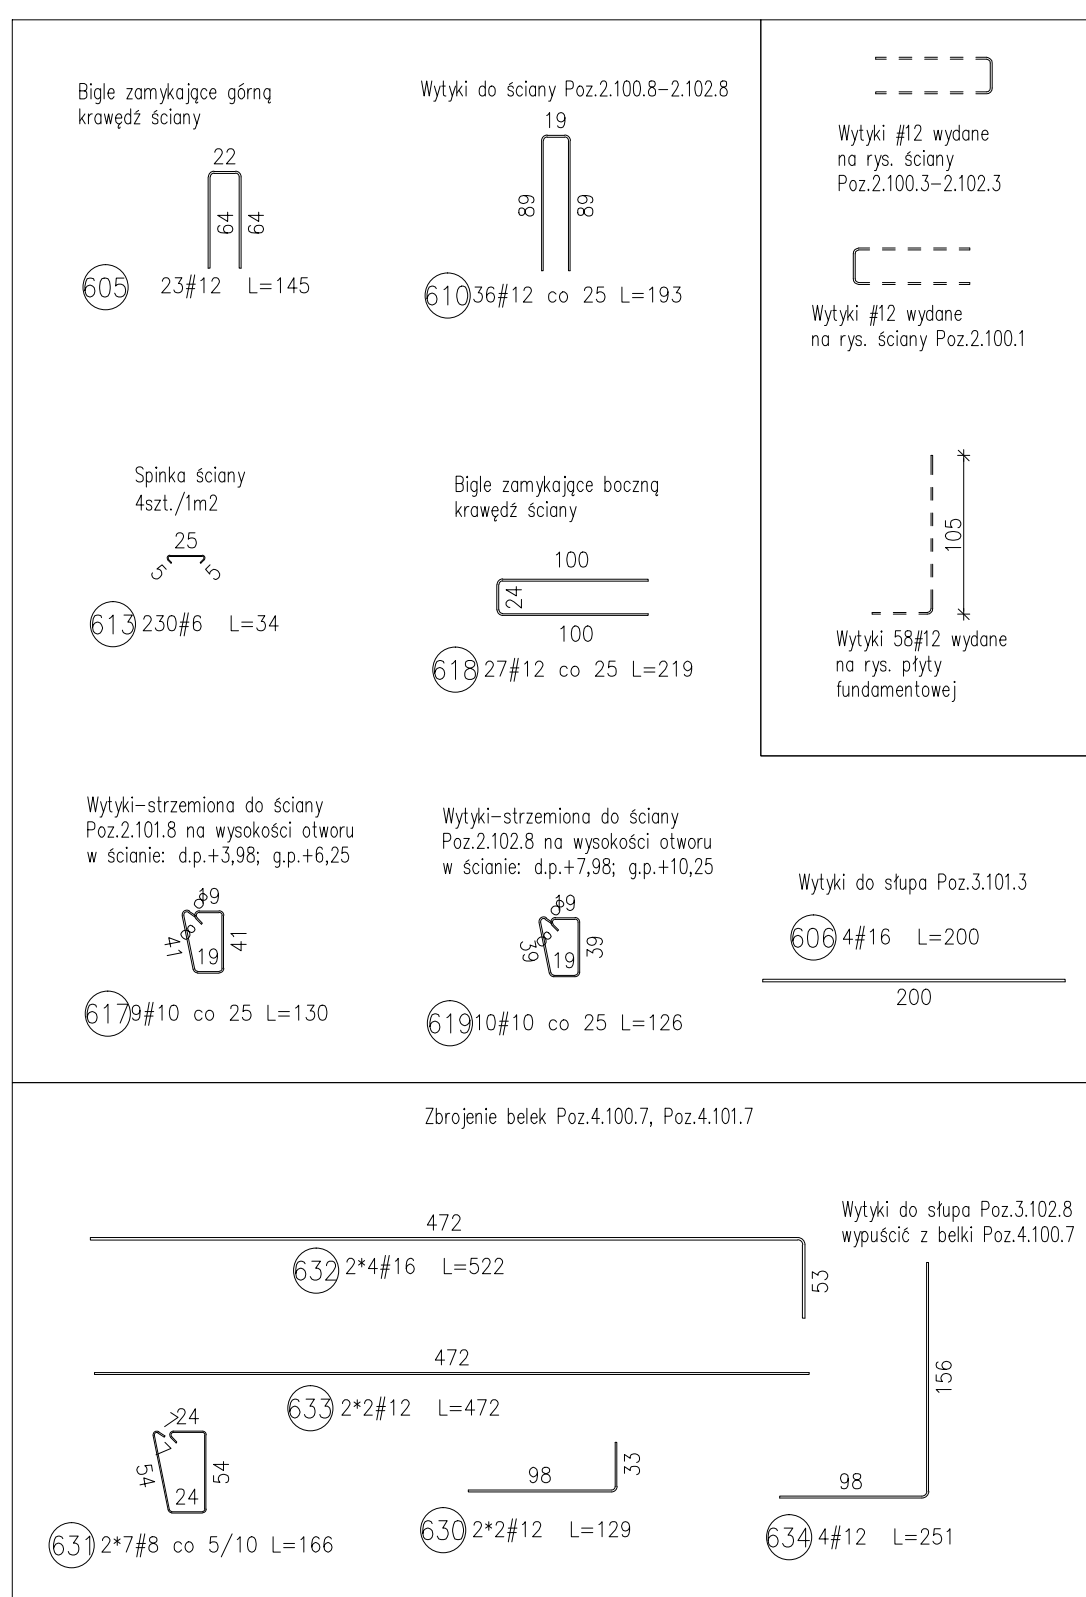 Bigle zamykające górną
krawędź ściany
22
64
64
605 23#12 L=145
Wytyki do ściany Poz.2.100.8-2.102.8
19
89
89
610 36#12 co 25 L=193
Wytyki #12 wydane
na rys. ściany
Poz.2.100.3-2.102.3
Wytyki #12 wydane
na rys. ściany Poz.2.100.1
Spinka ściany
4szt./1m2
25
5
5
613 230#6 L=34
Bigle zamykające boczną
krawędź ściany
100
24
100
618 27#12 co 25 L=219
105
Wytyki 58#12 wydane
na rys. płyty
fundamentowej
Wytyki-strzemiona do ściany
Poz.2.101.8 na wysokości otworu
w ścianie: d.p.+3,98; g.p.+6,25
8
19
8
41
41
19
617 9#10 co 25 L=130
Wytyki-strzemiona do ściany
Poz.2.102.8 na wysokości otworu
w ścianie: d.p.+7,98; g.p.+10,25
8
19
8
39
39
19
619 10#10 co 25 L=126
Wytyki do słupa Poz.3.101.3
606 4#16 L=200
200
Zbrojenie belek Poz.4.100.7, Poz.4.101.7
472
632 2*4#16 L=522
53
Wytyki do słupa Poz.3.102.8
wypuścić z belki Poz.4.100.7
156
98
634 4#12 L=251
472
633 2*2#12 L=472
7
24
7
54
54
24
631 2*7#8 co 5/10 L=166
98
33
630 2*2#12 L=129